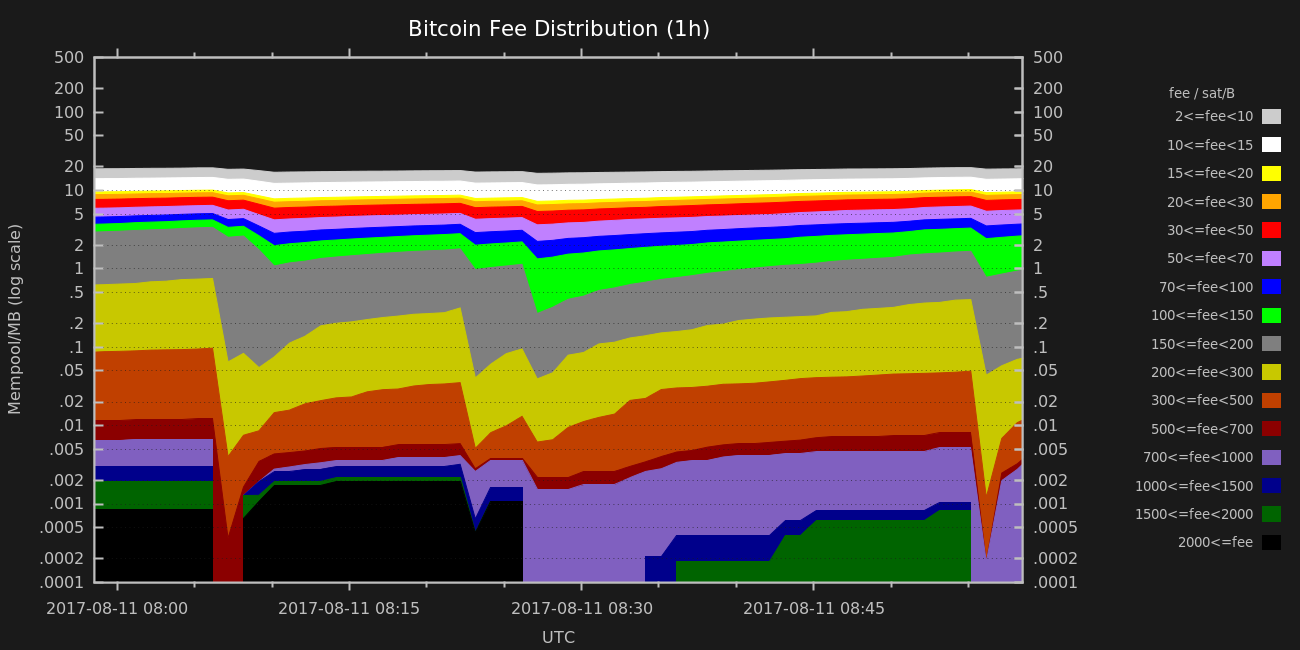 Bitcoin Fee Distribution (1h)
500 500
200 200
100 100
50 50
20 20
10 10
5 5
2 2
1 1
.5 .5
.2 .2
.1 .1
.05 .05
.02 .02
.01 .01
.005 .005
.002 .002
.001 .001
.0005 .0005
.0002 .0002
.0001 .0001
Mempool/MB (log scale)
2017-08-11 08:00 2017-08-11 08:15 2017-08-11 08:30 2017-08-11 08:45
UTC
fee / sat/B
2<=fee<10
10<=fee<15
15<=fee<20
20<=fee<30
30<=fee<50
50<=fee<70
70<=fee<100
100<=fee<150
150<=fee<200
200<=fee<300
300<=fee<500
500<=fee<700
700<=fee<1000
1000<=fee<1500
1500<=fee<2000
2000<=fee